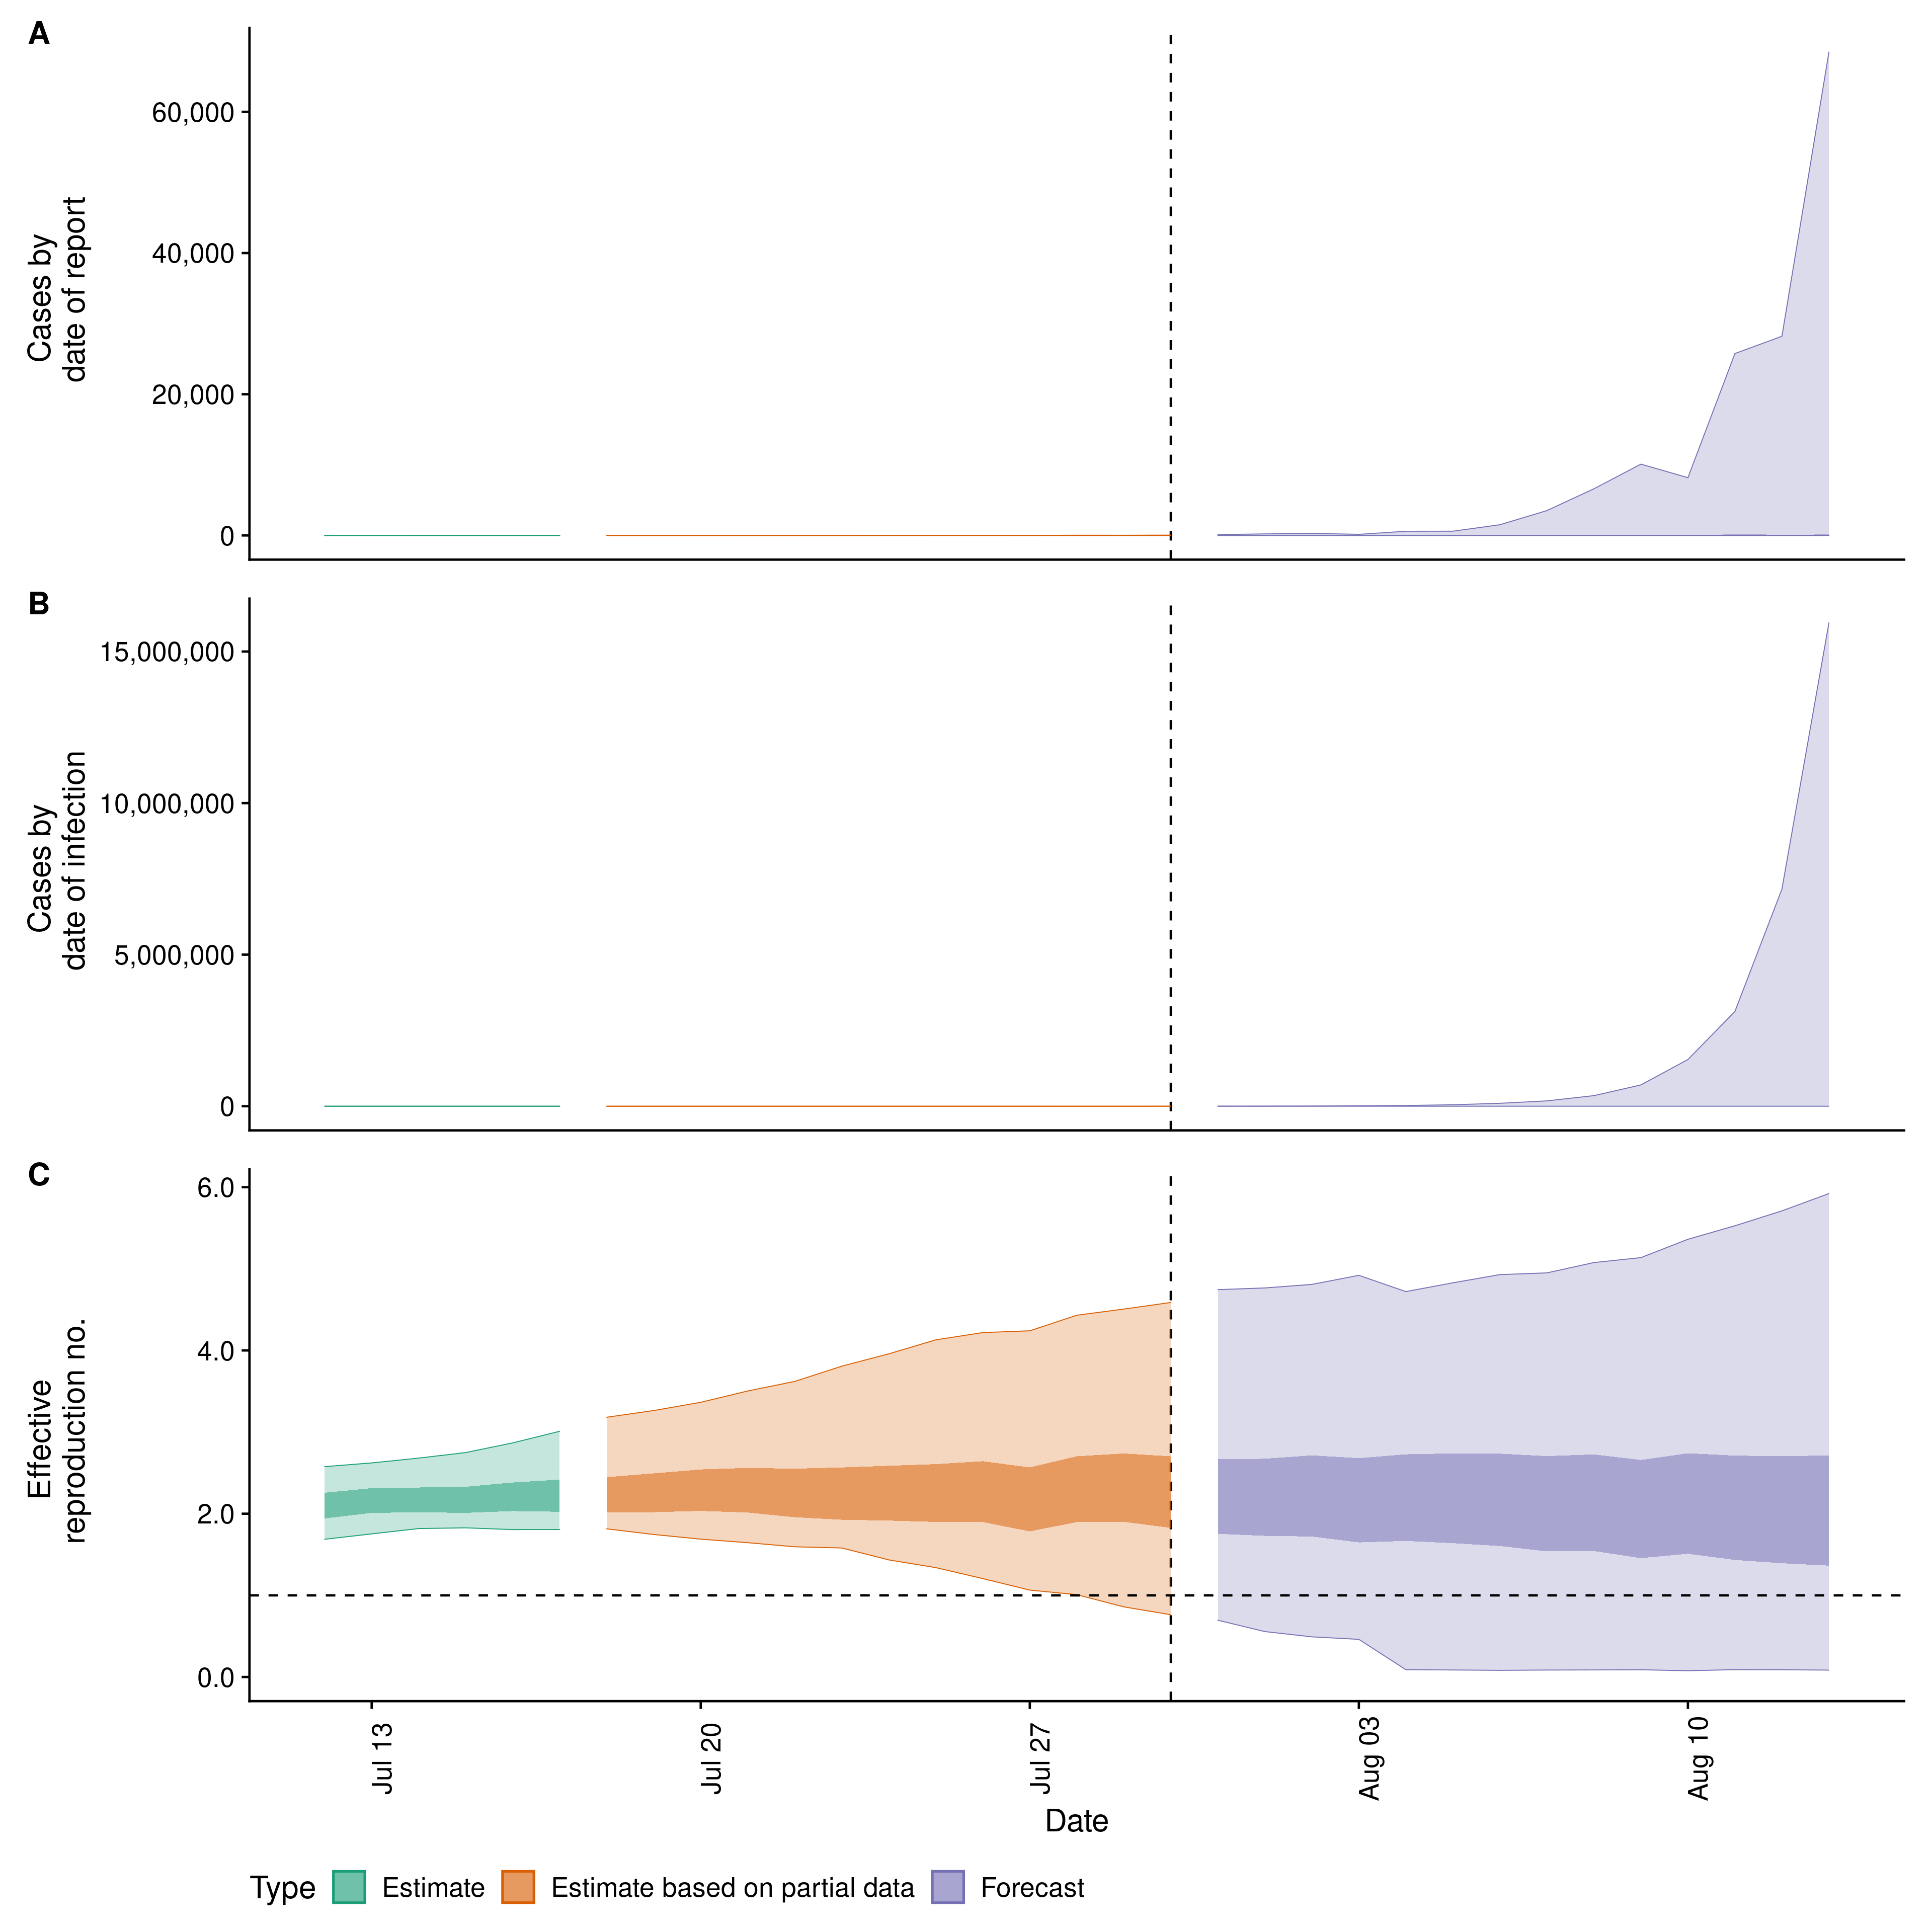 A
60,000
40,000
20,000
0
Cases by
date of report
B
15,000,000
10,000,000
5,000,000
0
Cases by
date of infection
C
6.0
4.0
2.0
0.0
Effective
reproduction no.
Jul 13
Jul 20
Jul 27
Aug 03
Aug 10
Date
Type Estimate Estimate based on partial data Forecast